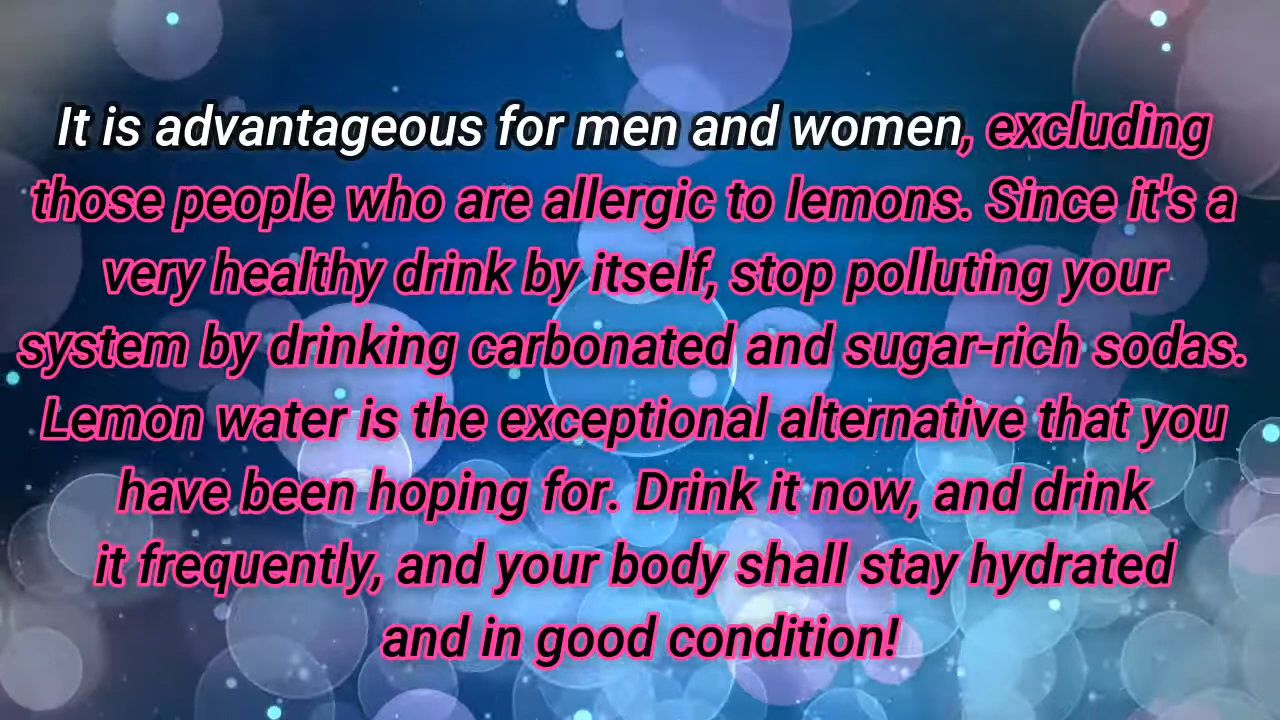 It is advantageous for men and women, excluding
those people who are allergic to lemons. Since it's a
very healthy drink by itself, stop polluting your
system by drinking carbonated and sugar-rich sodas.
Lemon water is the exceptional alternative that you
have been hoping for. Drink it now, and drink
it frequently, and your body shall stay hydrated
and in good condition!